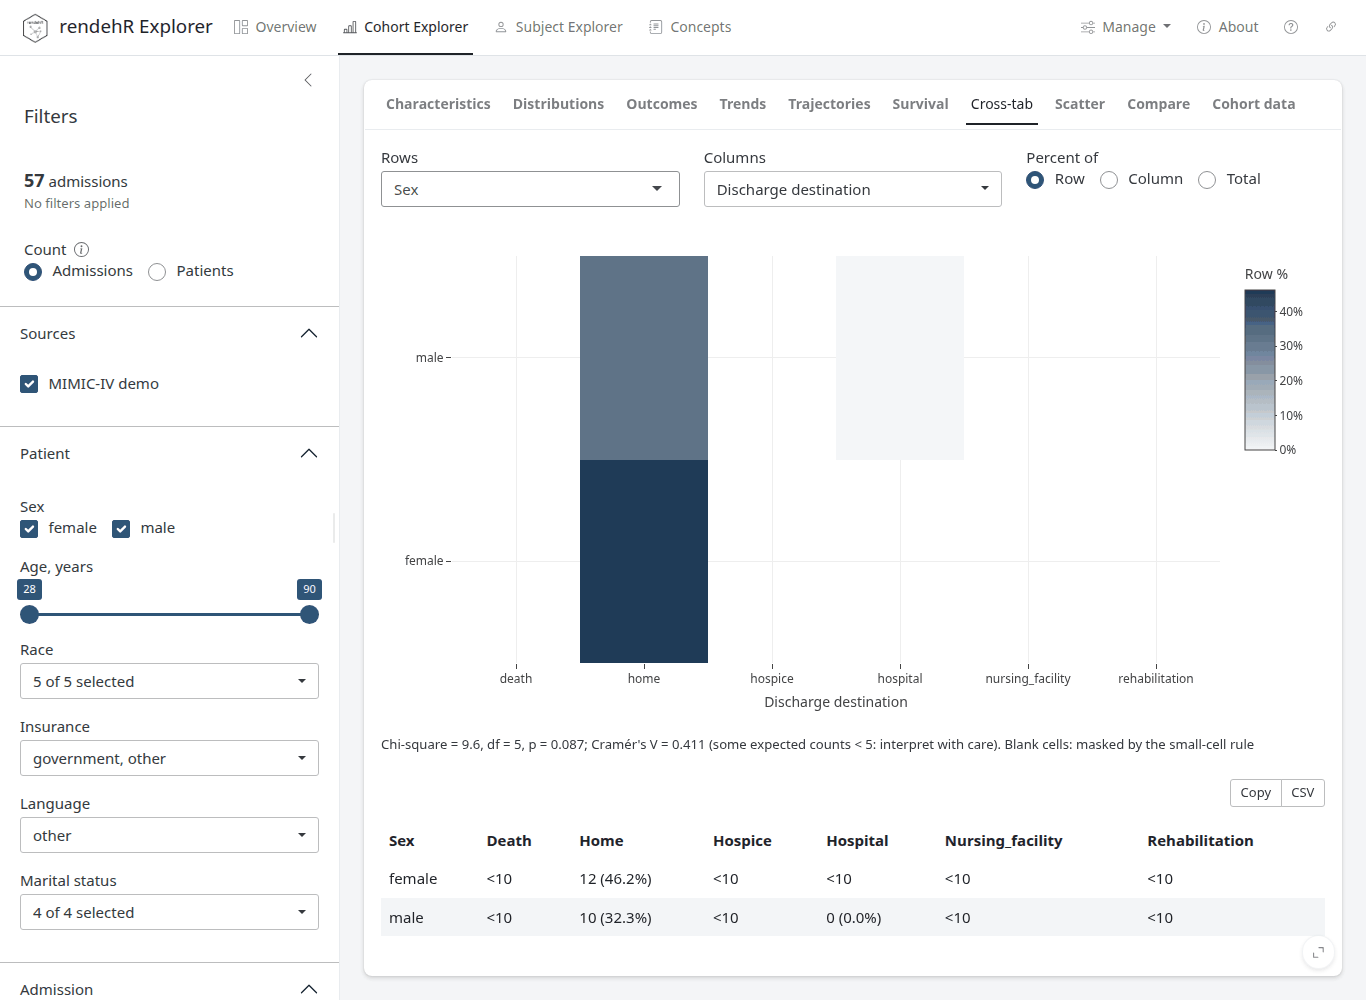 rendehR Explorer
Overview
Cohort Explorer
Subject Explorer
Concepts
Manage
About
Filters
57 admissions
No filters applied
Count
Admissions
Patients
Sources
MIMIC-IV demo
Patient
Sex
female
male
Age, years
28
90
Race
5 of 5 selected
Insurance
government, other
Language
other
Marital status
4 of 4 selected
Admission
Characteristics
Distributions
Outcomes
Trends
Trajectories
Survival
Cross-tab
Scatter
Compare
Cohort data
Rows
Sex
Columns
Discharge destination
Percent of
Row
Column
Total
male
female
death
home
hospice
hospital
nursing_facility
rehabilitation
Discharge destination
Row %
40%
30%
20%
10%
0%
Chi-square = 9.6, df = 5, p = 0.087; Cramér's V = 0.411 (some expected counts < 5: interpret with care). Blank cells: masked by the small-cell rule
Copy
CSV
Sex Death Home Hospice Hospital Nursing_facility Rehabilitation
female <10 12 (46.2%) <10 <10 <10 <10
male <10 10 (32.3%) <10 0 (0.0%) <10 <10